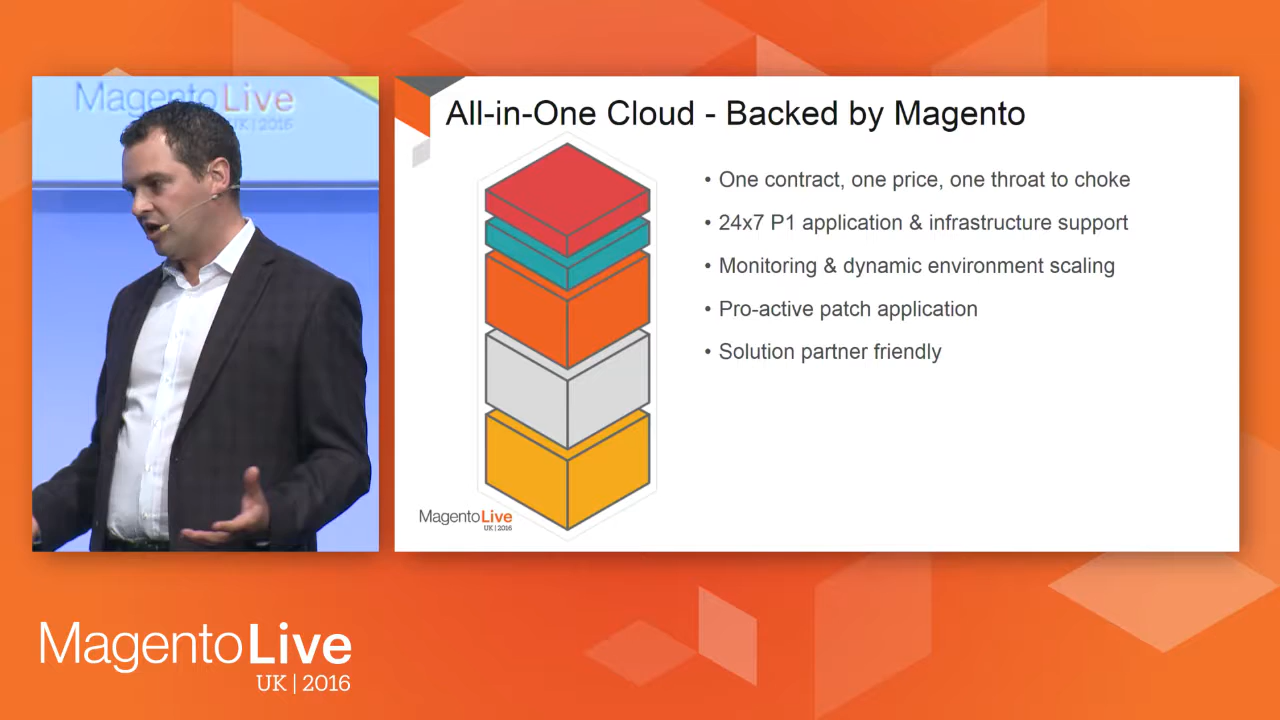 MagentoLive
UK | 2016
All-in-One Cloud - Backed by Magento
• One contract, one price, one throat to choke
• 24x7 P1 application & infrastructure support
• Monitoring & dynamic environment scaling
• Pro-active patch application
• Solution partner friendly
MagentoLive
UK | 2016
MagentoLive
UK | 2016